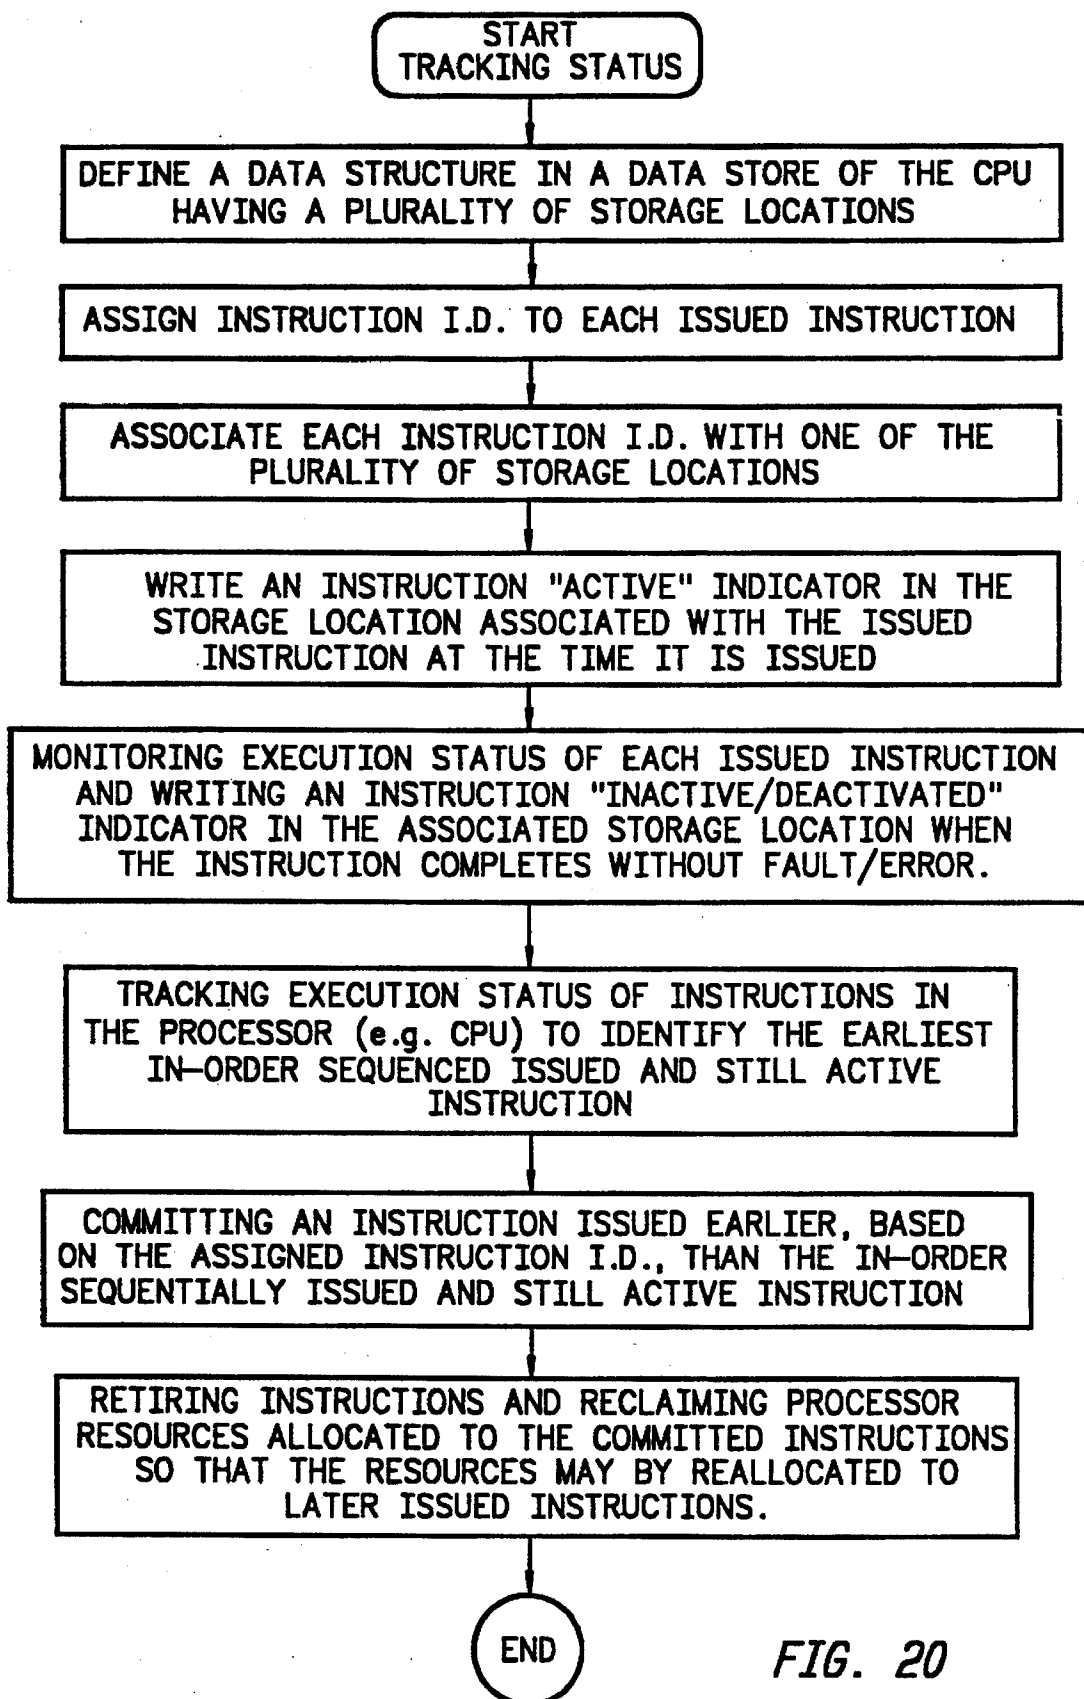 START
TRACKING STATUS
DEFINE A DATA STRUCTURE IN A DATA STORE OF THE CPU
HAVING A PLURALITY OF STORAGE LOCATIONS
ASSIGN INSTRUCTION I.D. TO EACH ISSUED INSTRUCTION
ASSOCIATE EACH INSTRUCTION I.D. WITH ONE OF THE
PLURALITY OF STORAGE LOCATIONS
WRITE AN INSTRUCTION "ACTIVE" INDICATOR IN THE
STORAGE LOCATION ASSOCIATED WITH THE ISSUED
INSTRUCTION AT THE TIME IT IS ISSUED
MONITORING EXECUTION STATUS OF EACH ISSUED INSTRUCTION
AND WRITING AN INSTRUCTION "INACTIVE/DEACTIVATED"
INDICATOR IN THE ASSOCIATED STORAGE LOCATION WHEN
THE INSTRUCTION COMPLETES WITHOUT FAULT/ERROR.
TRACKING EXECUTION STATUS OF INSTRUCTIONS IN
THE PROCESSOR (e.g. CPU) TO IDENTIFY THE EARLIEST
IN-ORDER SEQUENCED ISSUED AND STILL ACTIVE
INSTRUCTION
COMMITTING AN INSTRUCTION ISSUED EARLIER, BASED
ON THE ASSIGNED INSTRUCTION I.D., THAN THE IN-ORDER
SEQUENTIALLY ISSUED AND STILL ACTIVE INSTRUCTION
RETIRING INSTRUCTIONS AND RECLAIMING PROCESSOR
RESOURCES ALLOCATED TO THE COMMITTED INSTRUCTIONS
SO THAT THE RESOURCES MAY BY REALLOCATED TO
LATER ISSUED INSTRUCTIONS.
END
FIG. 20